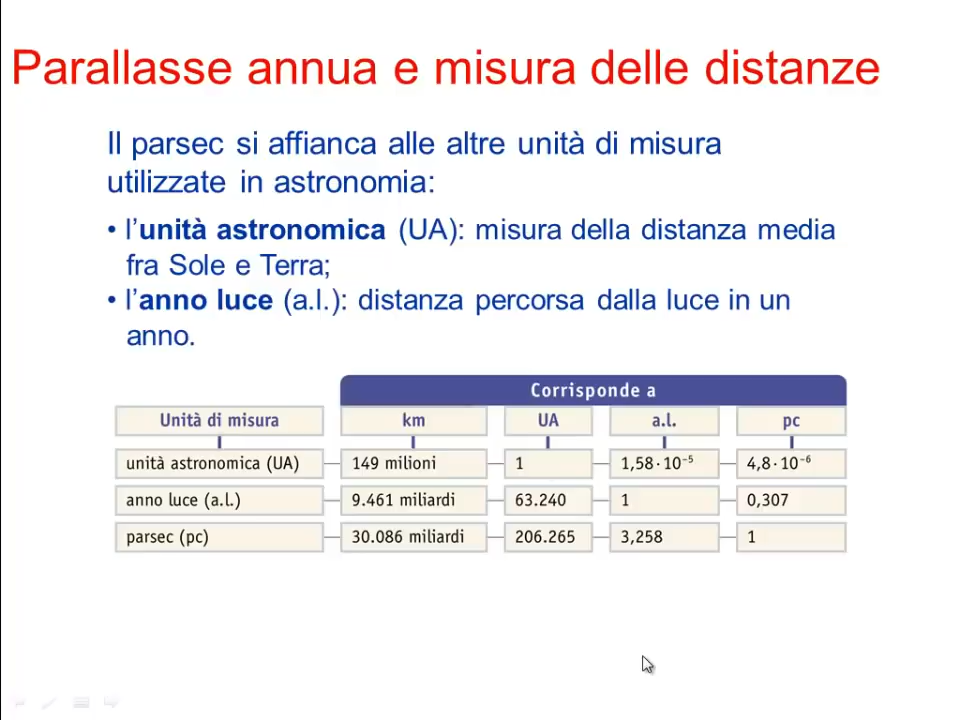 Parallasse annua e misura delle distanze
Il parsec si affianca alle altre unità di misura
utilizzate in astronomia:
• l’unità astronomica (UA): misura della distanza media
fra Sole e Terra;
• l’anno luce (a.l.): distanza percorsa dalla luce in un
anno.
Corrisponde a
Unità di misura km UA a.l. pc
unità astronomica (UA) 149 milioni 1 1,58·10⁻⁵ 4,8·10⁻⁶
anno luce (a.l.) 9.461 miliardi 63.240 1 0,307
parsec (pc) 30.086 miliardi 206.265 3,258 1